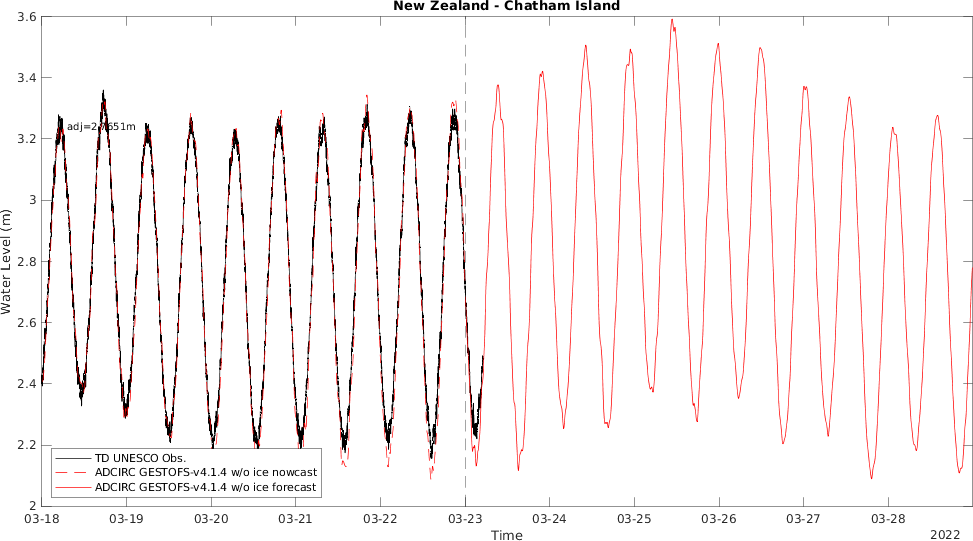 New Zealand - Chatham Island
3.6
3.4
3.2
3
2.8
2.6
2.4
2.2
2
Water Level (m)
TD UNESCO Obs.
ADCIRC GESTOFS-v4.1.4 w/o ice nowcast
ADCIRC GESTOFS-v4.1.4 w/o ice forecast
03-18 03-19 03-20 03-21 03-22 03-23 03-24 03-25 03-26 03-27 03-28
Time
2022